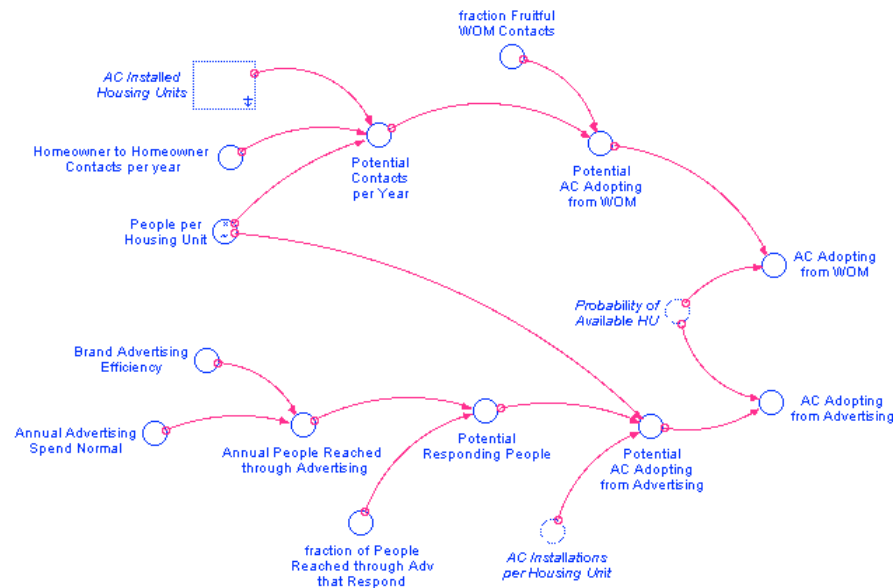 fraction Fruitful
WOM Contacts
AC Installed
Housing Units
Homeowner to Homeowner
Contacts per year
Potential
Contacts
per Year
Potential
AC Adopting
from WOM
People per
Housing Unit
AC Adopting
from WOM
Probability of
Available HU
Brand Advertising
Efficiency
AC Adopting
from Advertising
Annual Advertising
Spend Normal
Annual People Reached
through Advertising
Potential
Responding People
Potential
AC Adopting
from Advertising
fraction of People
Reached through Adv
that Respond
AC Installations
per Housing Unit